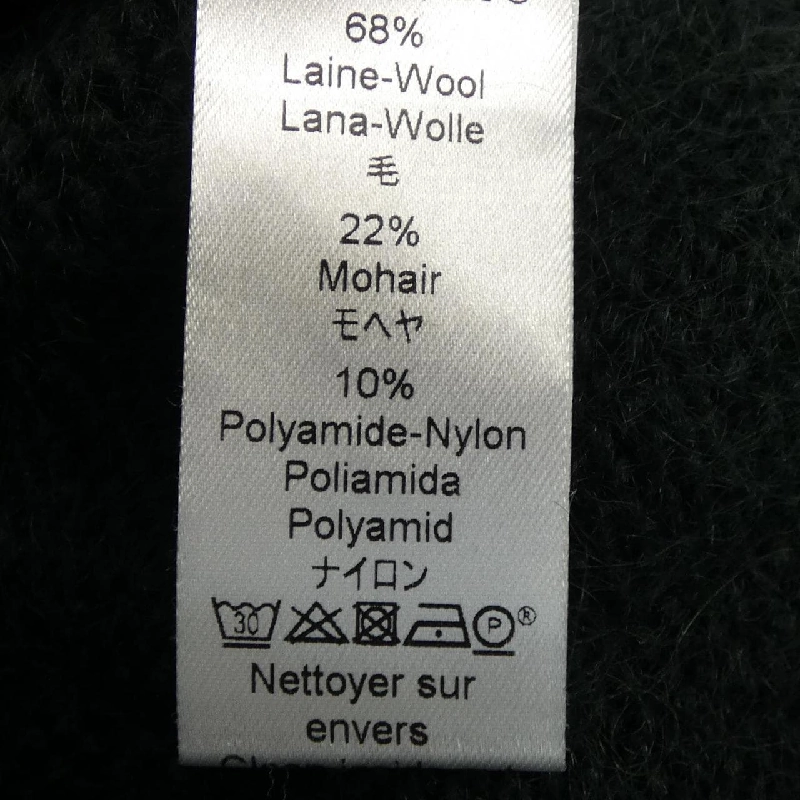 68%
Laine-Wool
Lana-Wolle
毛
22%
Mohair
モヘヤ
10%
Polyamide-Nylon
Poliamida
Polyamid
ナイロン
30 P ®
Nettoyer sur
envers